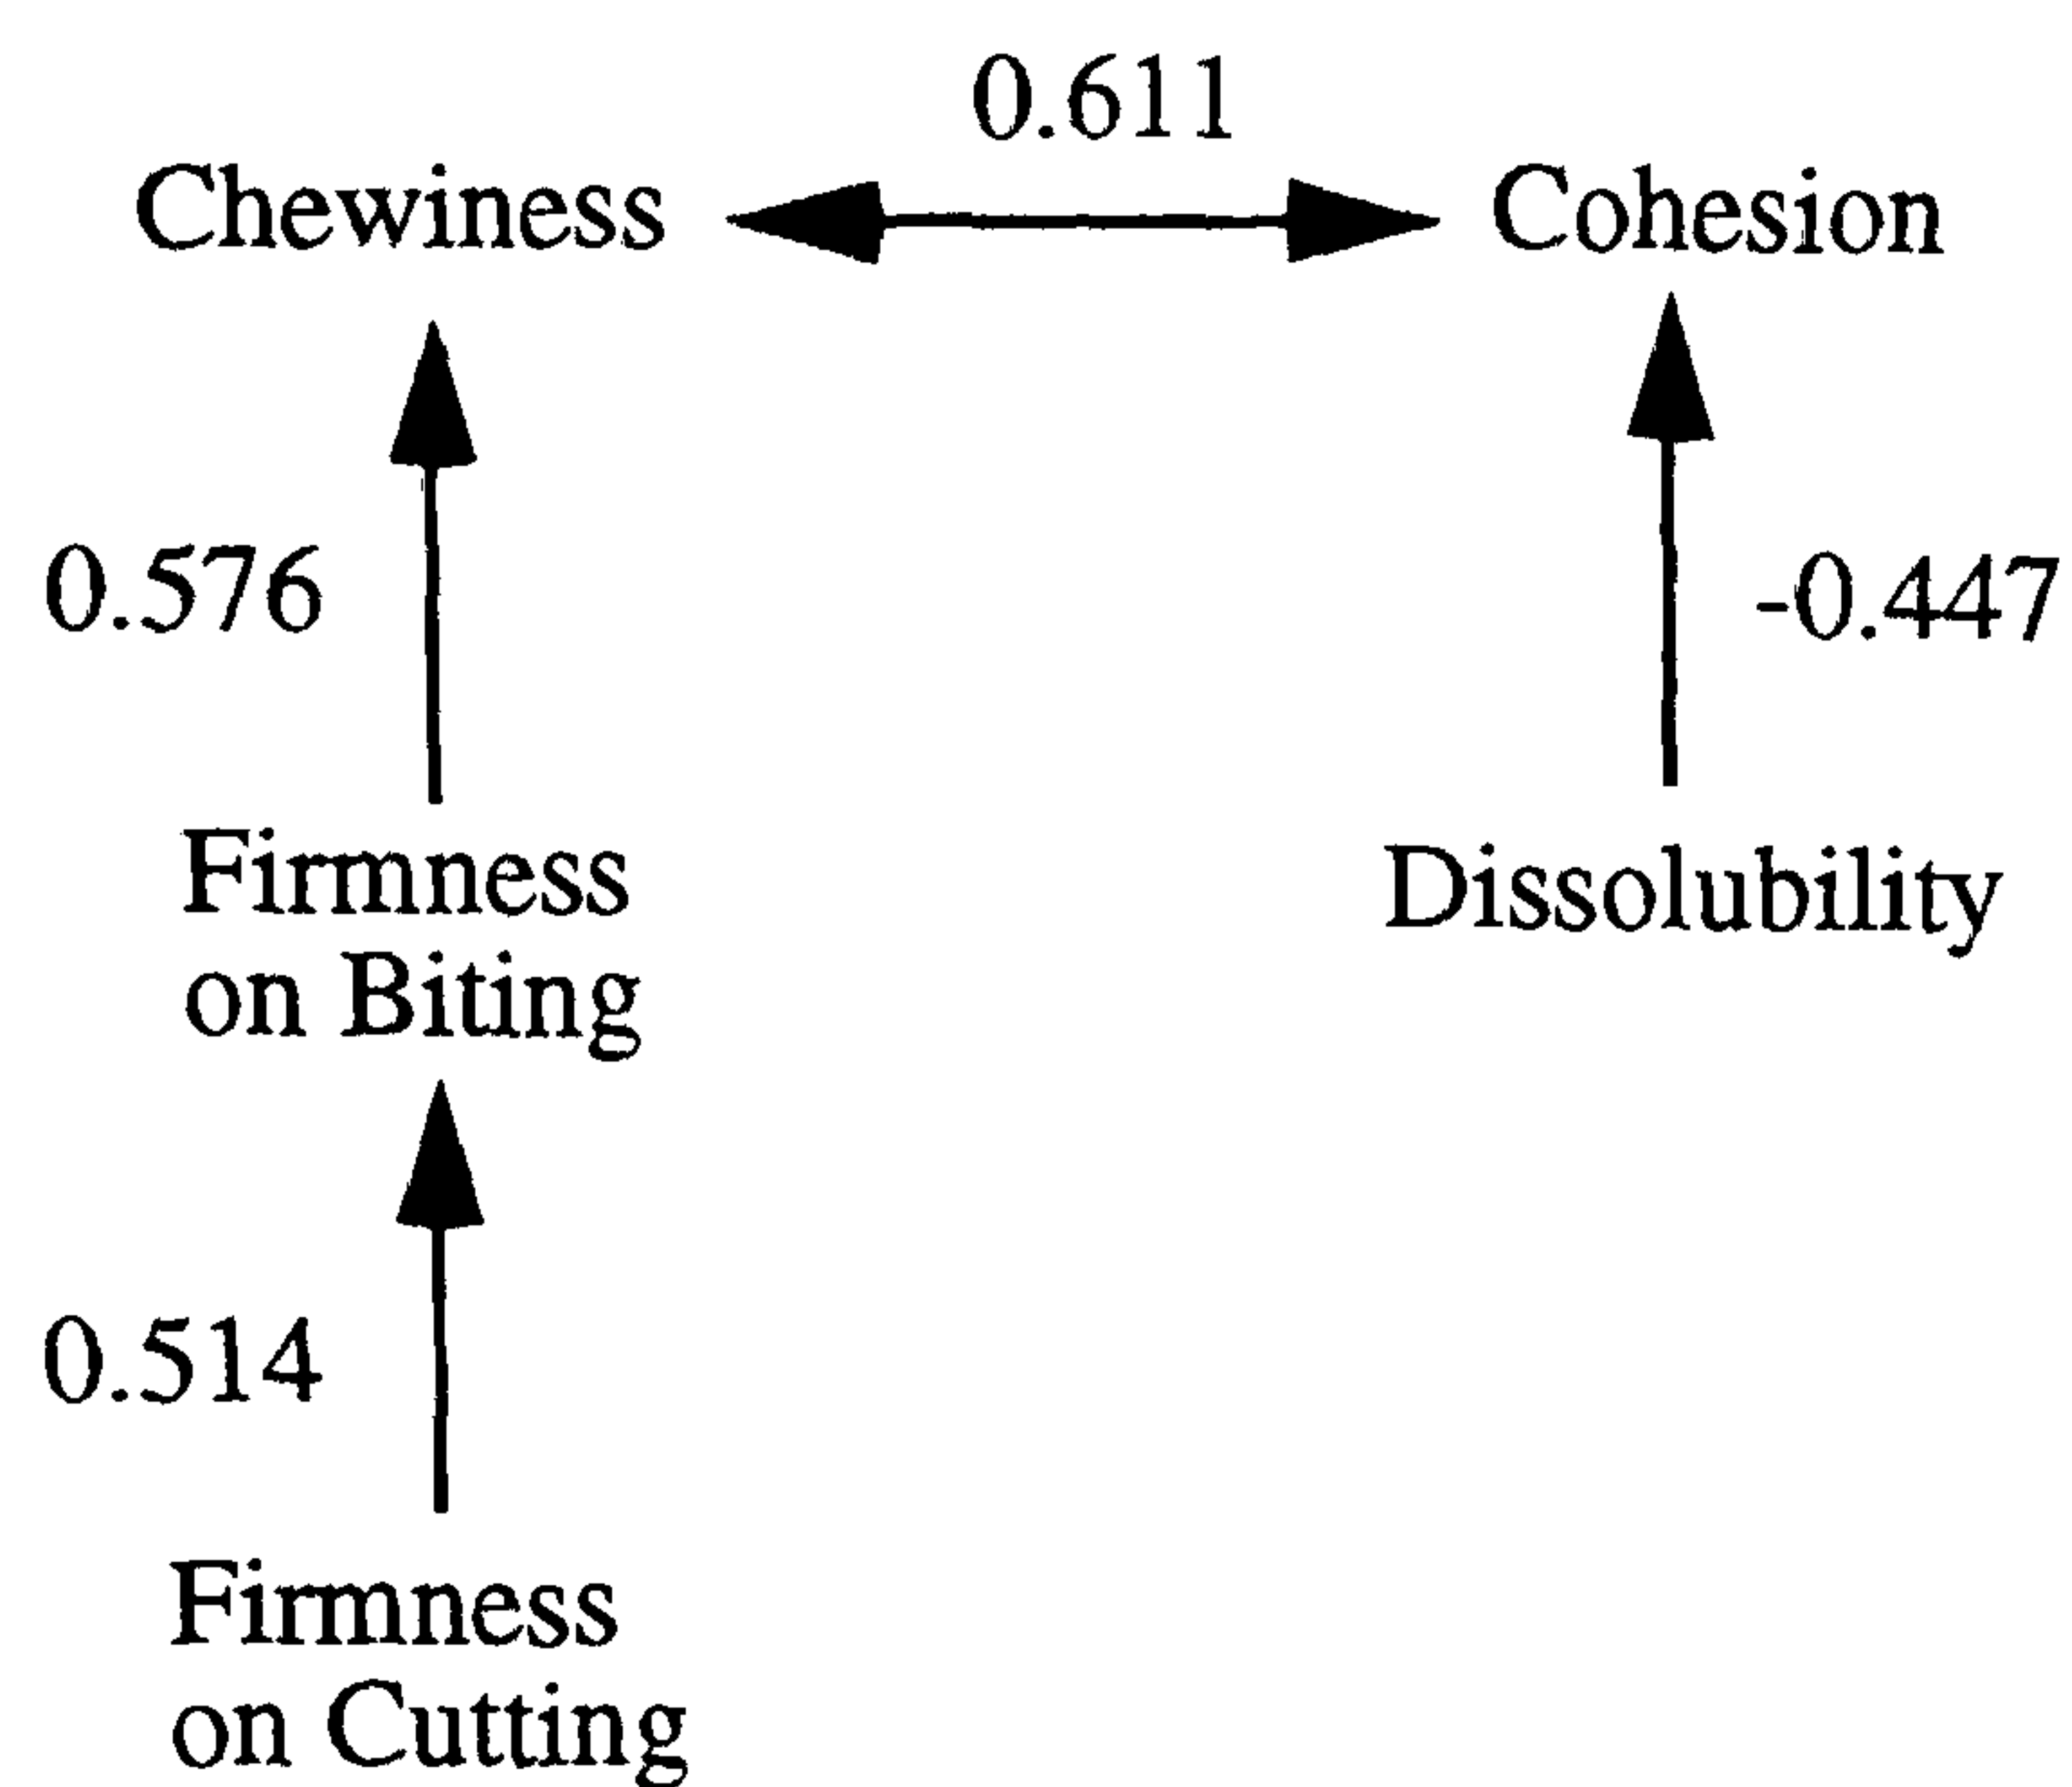 0.611
Chewiness
Cohesion
0.576
-0.447
Firmness
on Biting
Dissolubility
0.514
Firmness
on Cutting